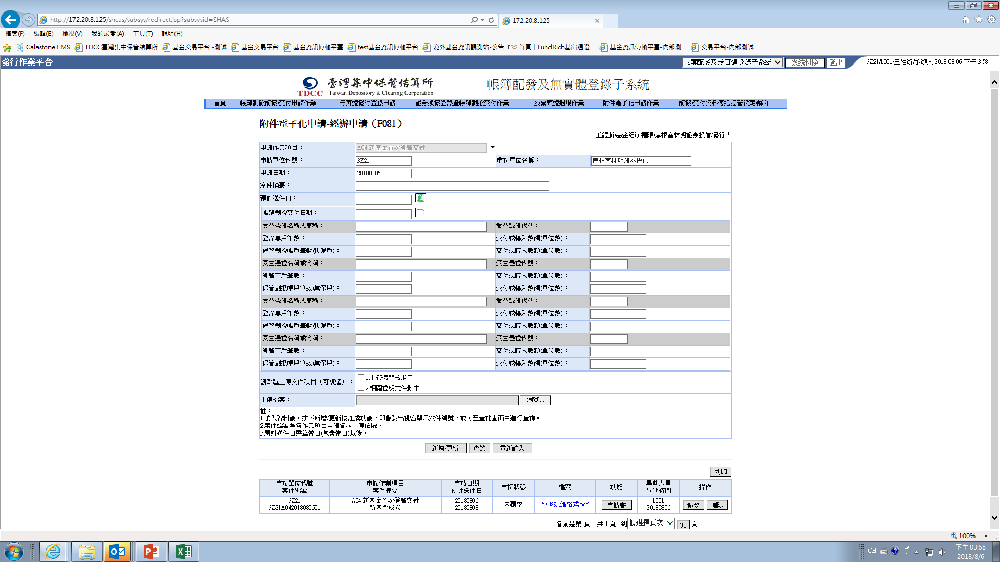 http://172.20.8.125/shcas/subsys/redirect.jsp?subsysid=SHAS
172.20.8.125
檔案(F) 編輯(E) 檢視(V) 我的最愛(A) 工具(T) 說明(H)
Calastone EMS TDCC臺灣集中保管結算所 基金交易平台 -測試 基金交易平台 基金資訊傳輸平臺 test基金資訊傳輸平台 境外基金資訊觀測站-公告 FRS 首頁 | FundRich基富通證... 基金資訊傳輸平臺-內部測... 交易平台-內部測試
發行作業平台 帳簿配發及無實體登錄子系統 系統切換 登出 3Z21/b001/王經辦/承辦人 2018-08-06 下午 3:58
TDCC 臺灣集中保管結算所 Taiwan Depository & Clearing Corporation 帳簿配發及無實體登錄子系統
首頁 帳簿劃撥配發/交付申請作業 無實體發行登錄申請 證券換發登錄暨帳簿劃撥交付作業 股票媒體退場作業 附件電子化申請作業 配發/交付資料傳送控管設定/解除
附件電子化申請-經辦申請（F081）
王經辦/基金經辦權限/摩根富林明證券投信/發行人
申請作業項目： A04:新基金首次登錄交付
申請單位代號： 3Z21 申請單位名稱： 摩根富林明證券投信
申請日期： 20180806
案件摘要：
預計送件日：
帳簿劃撥交付日期：
受益憑證名稱或簡稱： 受益憑證代號：
登錄專戶筆數： 交付或轉入數額(單位數)：
保管劃撥帳戶筆數(集保戶)： 交付或轉入數額(單位數)：
受益憑證名稱或簡稱： 受益憑證代號：
登錄專戶筆數： 交付或轉入數額(單位數)：
保管劃撥帳戶筆數(集保戶)： 交付或轉入數額(單位數)：
受益憑證名稱或簡稱： 受益憑證代號：
登錄專戶筆數： 交付或轉入數額(單位數)：
保管劃撥帳戶筆數(集保戶)： 交付或轉入數額(單位數)：
受益憑證名稱或簡稱： 受益憑證代號：
登錄專戶筆數： 交付或轉入數額(單位數)：
保管劃撥帳戶筆數(集保戶)： 交付或轉入數額(單位數)：
請點選上傳文件項目（可複選）：
1.主管機關核准函
2.相關證明文件影本
上傳檔案： 瀏覽...
註：
1.輸入資料後，按下新增/更新按鈕成功後，即會跳出視窗顯示案件編號，或可至查詢畫面中進行查詢。
2.案件編號為各作業項目申請資料上傳依據。
3.預計送件日需為當日(包含當日)以後。
新增/更新 查詢 重新輸入
列印
申請單位代號 申請作業項目 申請日期 申請狀態 檔案 功能 異動人員 操作
案件編號 案件摘要 預計送件日 異動時間
3Z21 A04:新基金首次登錄交付 20180806 未覆核 670S媒體格式.pdf 申請書 b001 修改 刪除
3Z21A042018080601 新基金成立 20180808 20180806
當前是第1頁 共 1 頁 到 請選擇頁次 Go 頁
100%
CH 下午 03:58
2018/8/6